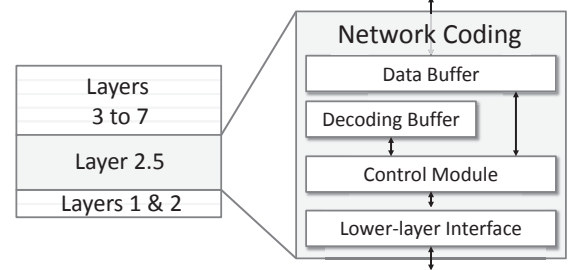 Layers
3 to 7
Layer 2.5
Layers 1 & 2
Network Coding
Data Buffer
Decoding Buffer
Control Module
Lower-layer Interface